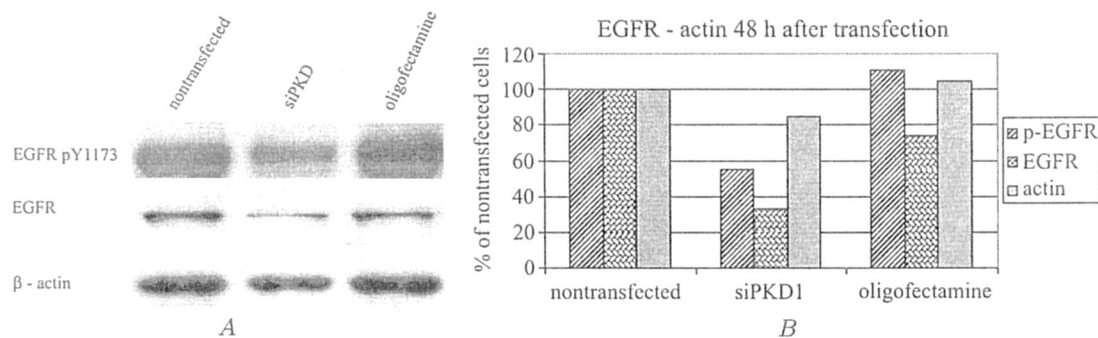 nontransfected
siPKD
oligofectamine
EGFR pY1173
EGFR
β - actin
A
EGFR - actin 48 h after transfection
% of nontransfected cells
120
100
80
60
40
20
0
nontransfected siPKD1 oligofectamine
p-EGFR
EGFR
actin
B